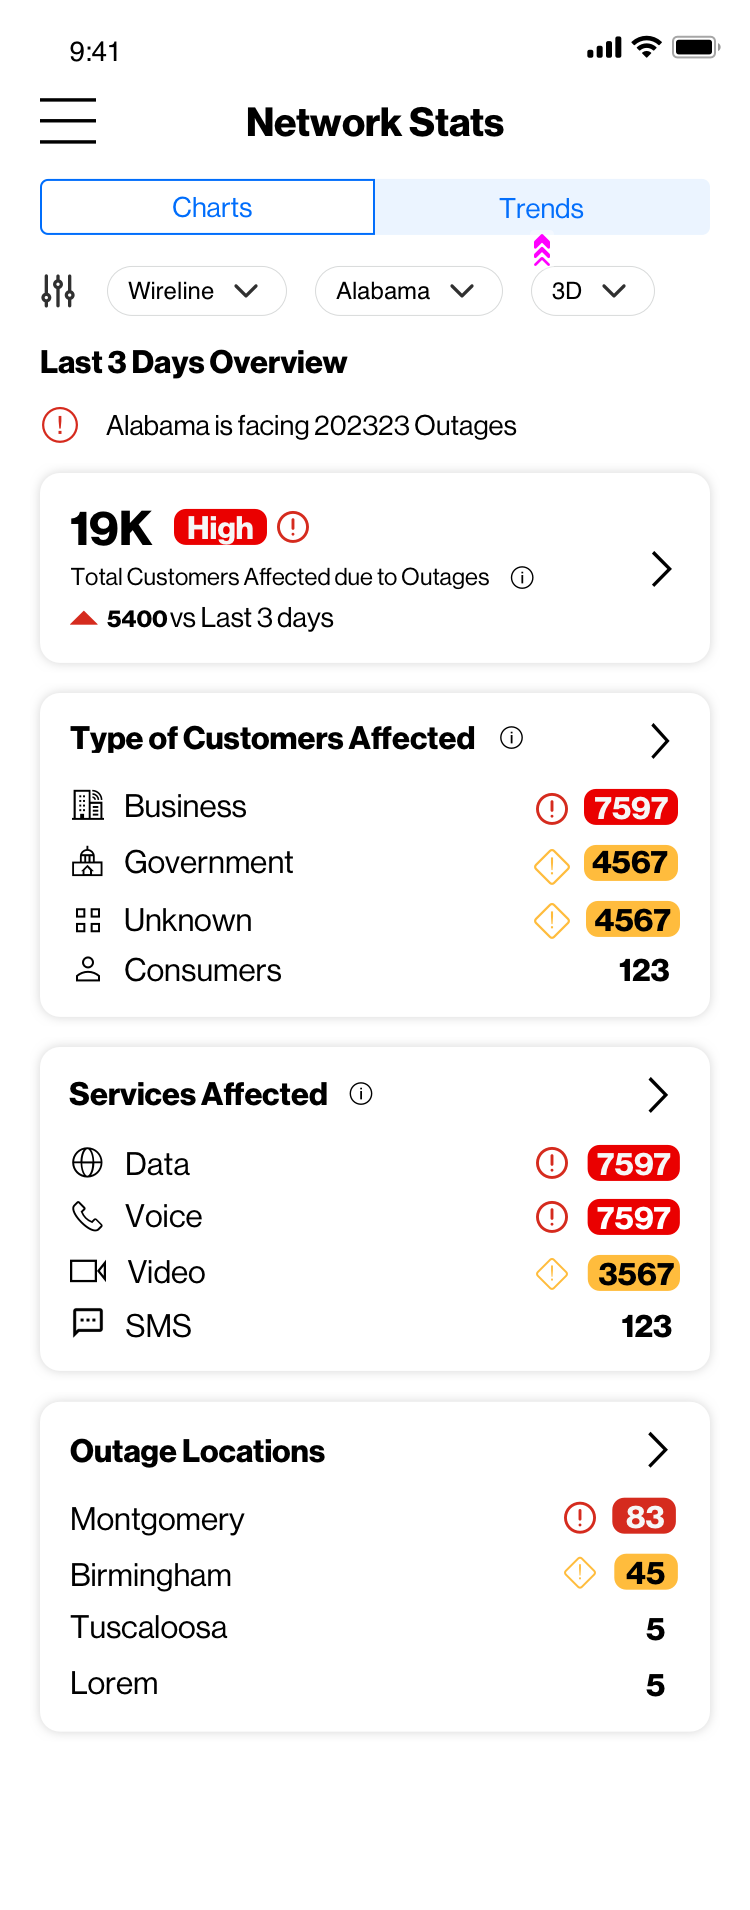 9:41
Network Stats
Charts Trends
Wireline Alabama 3D
Last 3 Days Overview
Alabama is facing 202323 Outages
19K High
Total Customers Affected due to Outages
5400 vs Last 3 days
Type of Customers Affected
Business 7597
Government 4567
Unknown 4567
Consumers 123
Services Affected
Data 7597
Voice 7597
Video 3567
SMS 123
Outage Locations
Montgomery 83
Birmingham 45
Tuscaloosa 5
Lorem 5